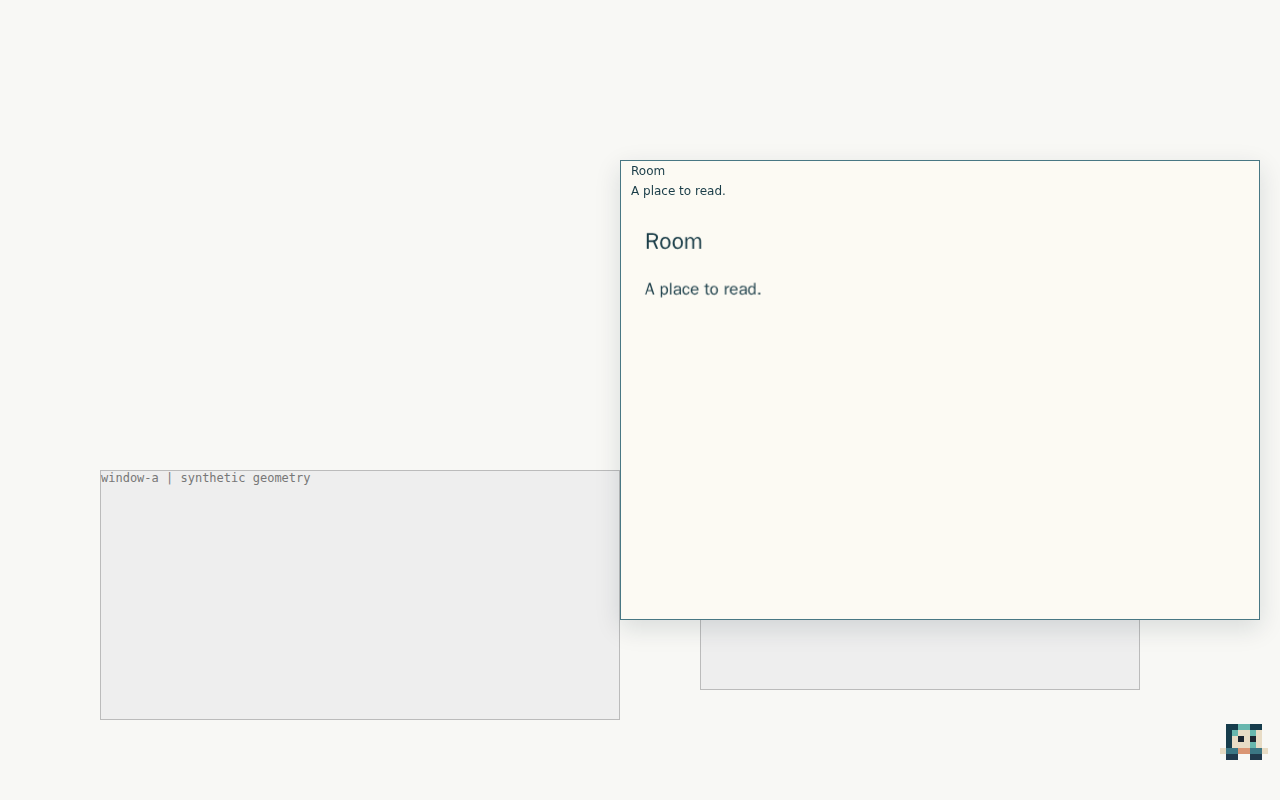 Room
A place to read.
Room
A place to read.
window-a | synthetic geometry